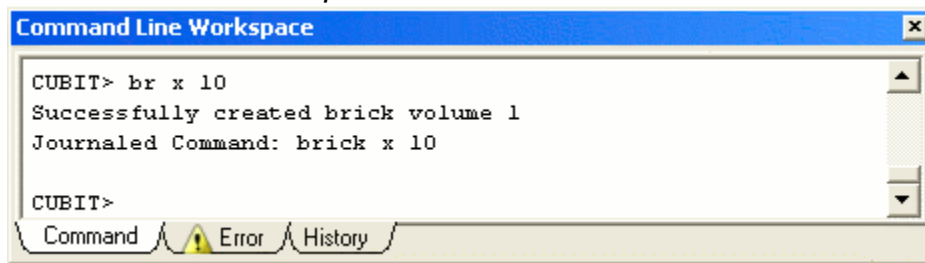 Command Line Workspace
CUBIT> br x 10
Successfully created brick volume 1
Journaled Command: brick x 10
CUBIT>
Command Error History